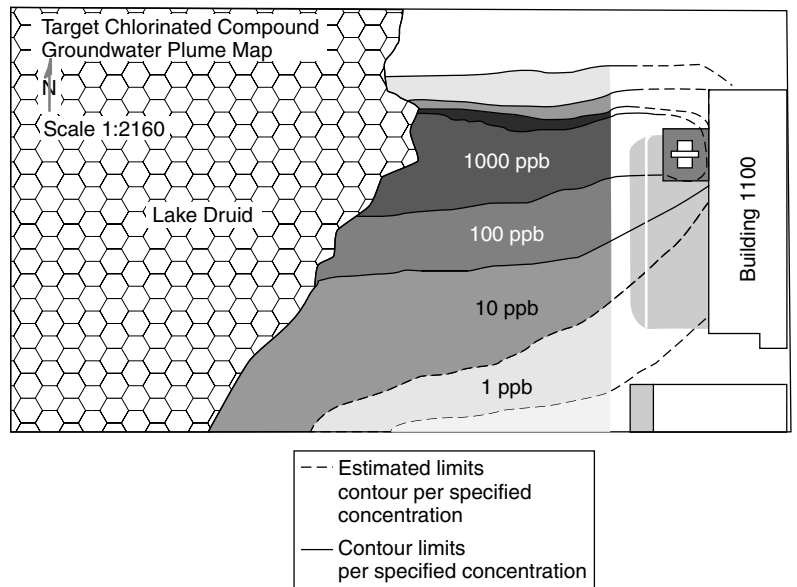 Target Chlorinated Compound
Groundwater Plume Map
N
Scale 1:2160
Lake Druid
1000 ppb
100 ppb
10 ppb
1 ppb
Building 1100
Estimated limits
contour per specified
concentration
Contour limits
per specified concentration